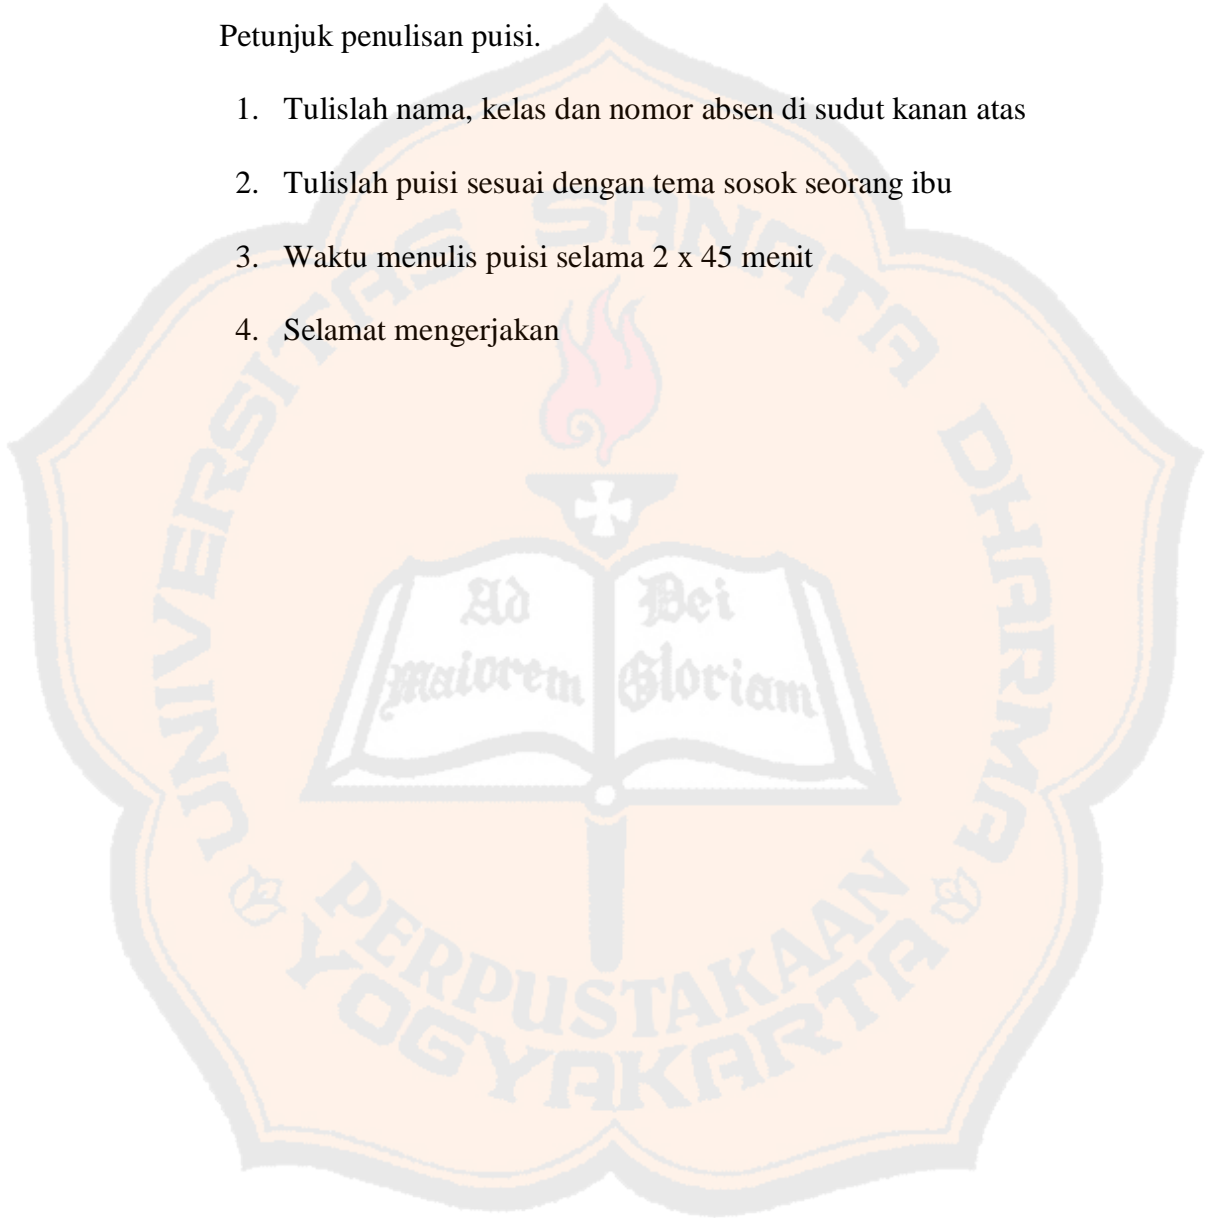 Petunjuk penulisan puisi.
1. Tulislah nama, kelas dan nomor absen di sudut kanan atas
2. Tulislah puisi sesuai dengan tema sosok seorang ibu
3. Waktu menulis puisi selama 2 x 45 menit
4. Selamat mengerjakan
UNIVERSITAS SANATA DHARMA
Ad Dei
maiorem Gloriam
PERPUSTAKAAN
YOGYAKARTA